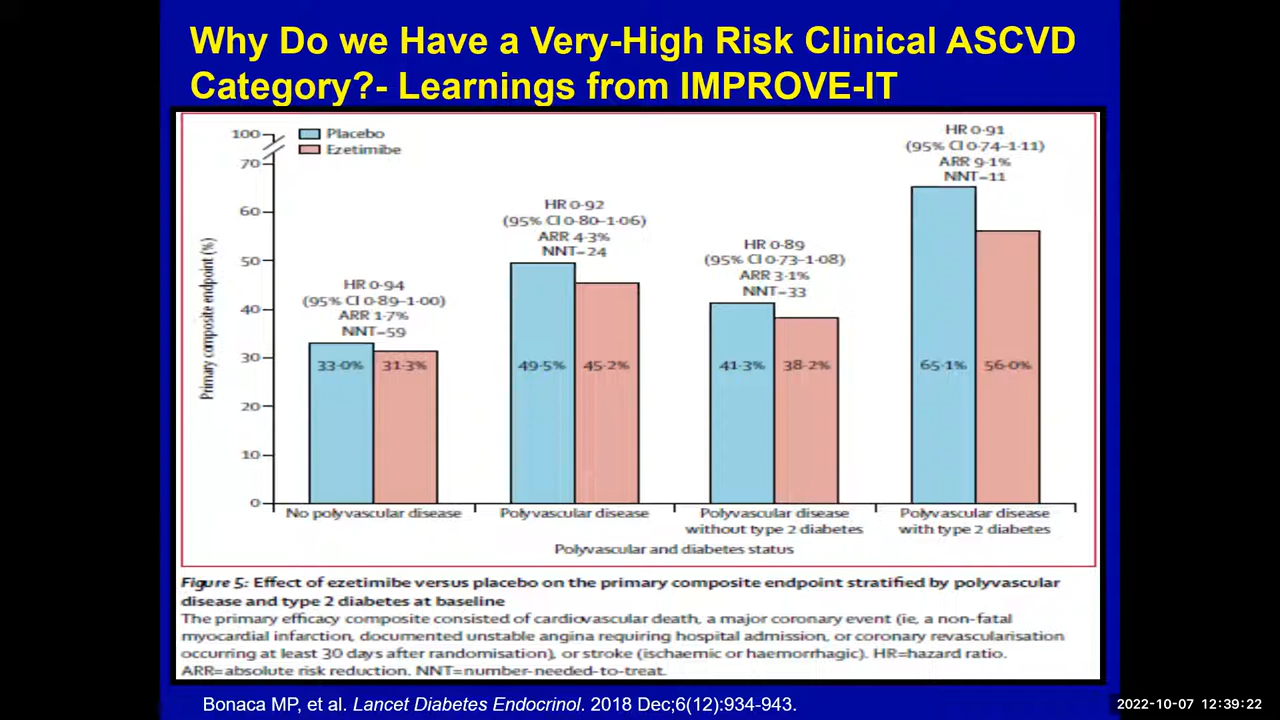 Why Do we Have a Very-High Risk Clinical ASCVD
Category?- Learnings from IMPROVE-IT
Placebo
Ezetimibe
Primary composite endpoint (%)
100
70
60
50
40
30
20
10
0
HR 0·94
(95% CI 0·89–1·00)
ARR 1·7%
NNT=59
33·0%
31·3%
HR 0·92
(95% CI 0·80–1·06)
ARR 4·3%
NNT=24
49·5%
45·2%
HR 0·89
(95% CI 0·73–1·08)
ARR 3·1%
NNT=33
41·3%
38·2%
HR 0·91
(95% CI 0·74–1·11)
ARR 9·1%
NNT=11
65·1%
56·0%
No polyvascular disease
Polyvascular disease
Polyvascular disease
without type 2 diabetes
Polyvascular disease
with type 2 diabetes
Polyvascular and diabetes status
Figure 5: Effect of ezetimibe versus placebo on the primary composite endpoint stratified by polyvascular
disease and type 2 diabetes at baseline
The primary efficacy composite consisted of cardiovascular death, a major coronary event (ie, a non-fatal
myocardial infarction, documented unstable angina requiring hospital admission, or coronary revascularisation
occurring at least 30 days after randomisation), or stroke (ischaemic or haemorrhagic). HR=hazard ratio.
ARR=absolute risk reduction. NNT=number-needed-to-treat.
Bonaca MP, et al. Lancet Diabetes Endocrinol. 2018 Dec;6(12):934-943.
2022-10-07 12:39:22